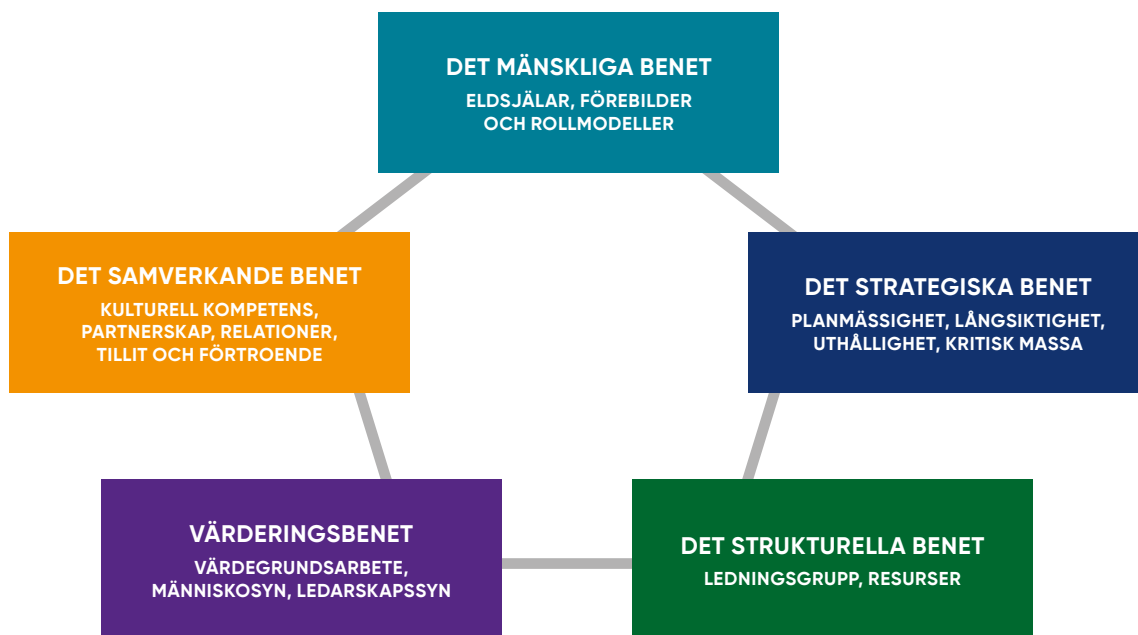 DET MÄNSKLIGA BENET
ELDSJÄLAR, FÖREBILDER
OCH ROLLMODELLER
DET SAMVERKANDE BENET
KULTURELL KOMPETENS,
PARTNERSKAP, RELATIONER,
TILLIT OCH FÖRTROENDE
DET STRATEGISKA BENET
PLANMÄSSIGHET, LÅNGSIKTIGHET,
UTHÅLLIGHET, KRITISK MASSA
VÄRDERINGSBENET
VÄRDEGRUNDSARBETE,
MÄNNISKOSYN, LEDARSKAPSSYN
DET STRUKTURELLA BENET
LEDNINGSGRUPP, RESURSER